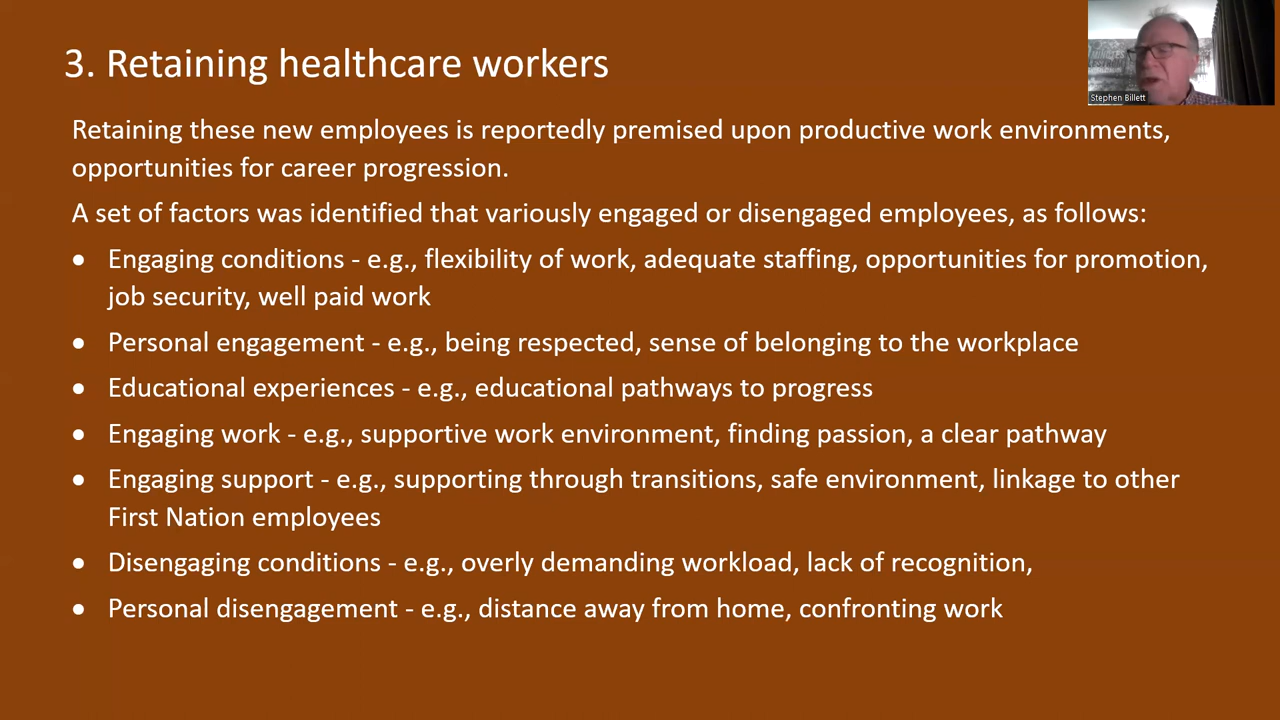 3. Retaining healthcare workers
Stephen Billett
Retaining these new employees is reportedly premised upon productive work environments,
opportunities for career progression.
A set of factors was identified that variously engaged or disengaged employees, as follows:
• Engaging conditions - e.g., flexibility of work, adequate staffing, opportunities for promotion,
job security, well paid work
• Personal engagement - e.g., being respected, sense of belonging to the workplace
• Educational experiences - e.g., educational pathways to progress
• Engaging work - e.g., supportive work environment, finding passion, a clear pathway
• Engaging support - e.g., supporting through transitions, safe environment, linkage to other
First Nation employees
• Disengaging conditions - e.g., overly demanding workload, lack of recognition,
• Personal disengagement - e.g., distance away from home, confronting work